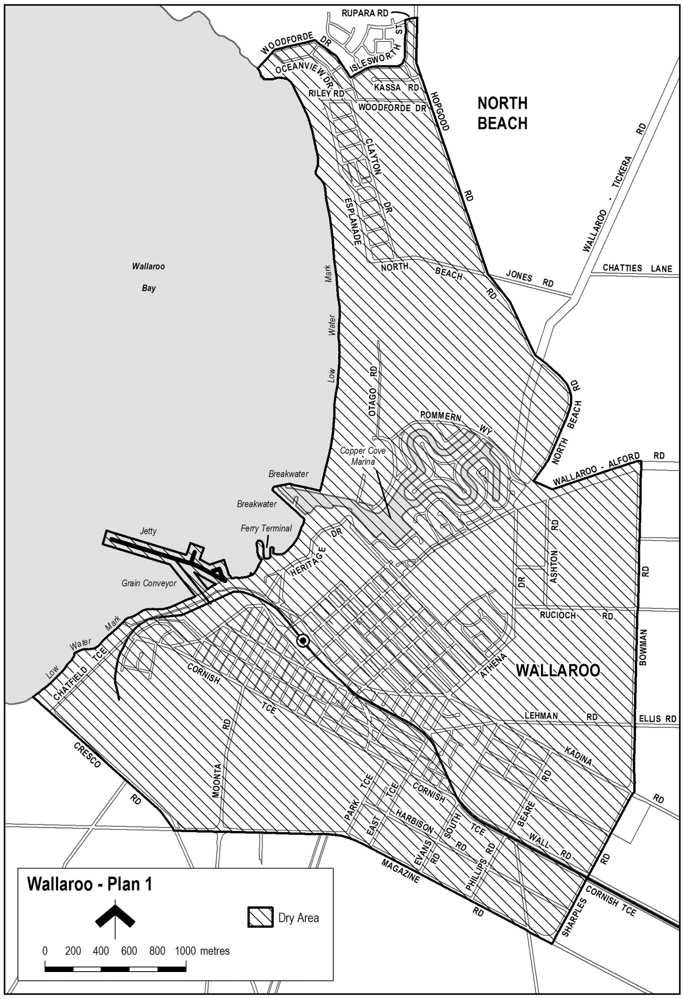 RUPARA RD
WOODFORDE DR
ISLESWORTH ST
OCEANVIEW DR
KASSA RD
RILEY RD
WOODFORDE DR
HOPGOOD RD
NORTH
BEACH
CLAYTON DR
ESPLANADE
WALLAROO - TICKERA RD
Wallaroo
Bay
NORTH BEACH RD
JONES RD
CHATTIES LANE
Low Water Mark
OTAGO RD
POMMERN WY
NORTH BEACH RD
Copper Cove
Marina
WALLAROO - ALFORD RD
Breakwater
Breakwater
Ferry Terminal
Jetty
HERITAGE DR
Grain Conveyor
ASHTON RD
ATHENA DR
RUCIOCH RD
BOWMAN RD
Low Water Mark
CHATFIELD TCE
CORNISH TCE
WALLAROO
LEHMAN RD
ELLIS RD
CRESCO RD
MOONTA RD
KADINA RD
PARK TCE
EAST TCE
CORNISH TCE
HARBISON RD
SOUTH
EVANS RD
BEARE RD
PHILLIPS RD
WALL RD
MAGAZINE RD
SHARPLES RD
CORNISH TCE
Wallaroo - Plan 1
Dry Area
0 200 400 600 800 1000 metres